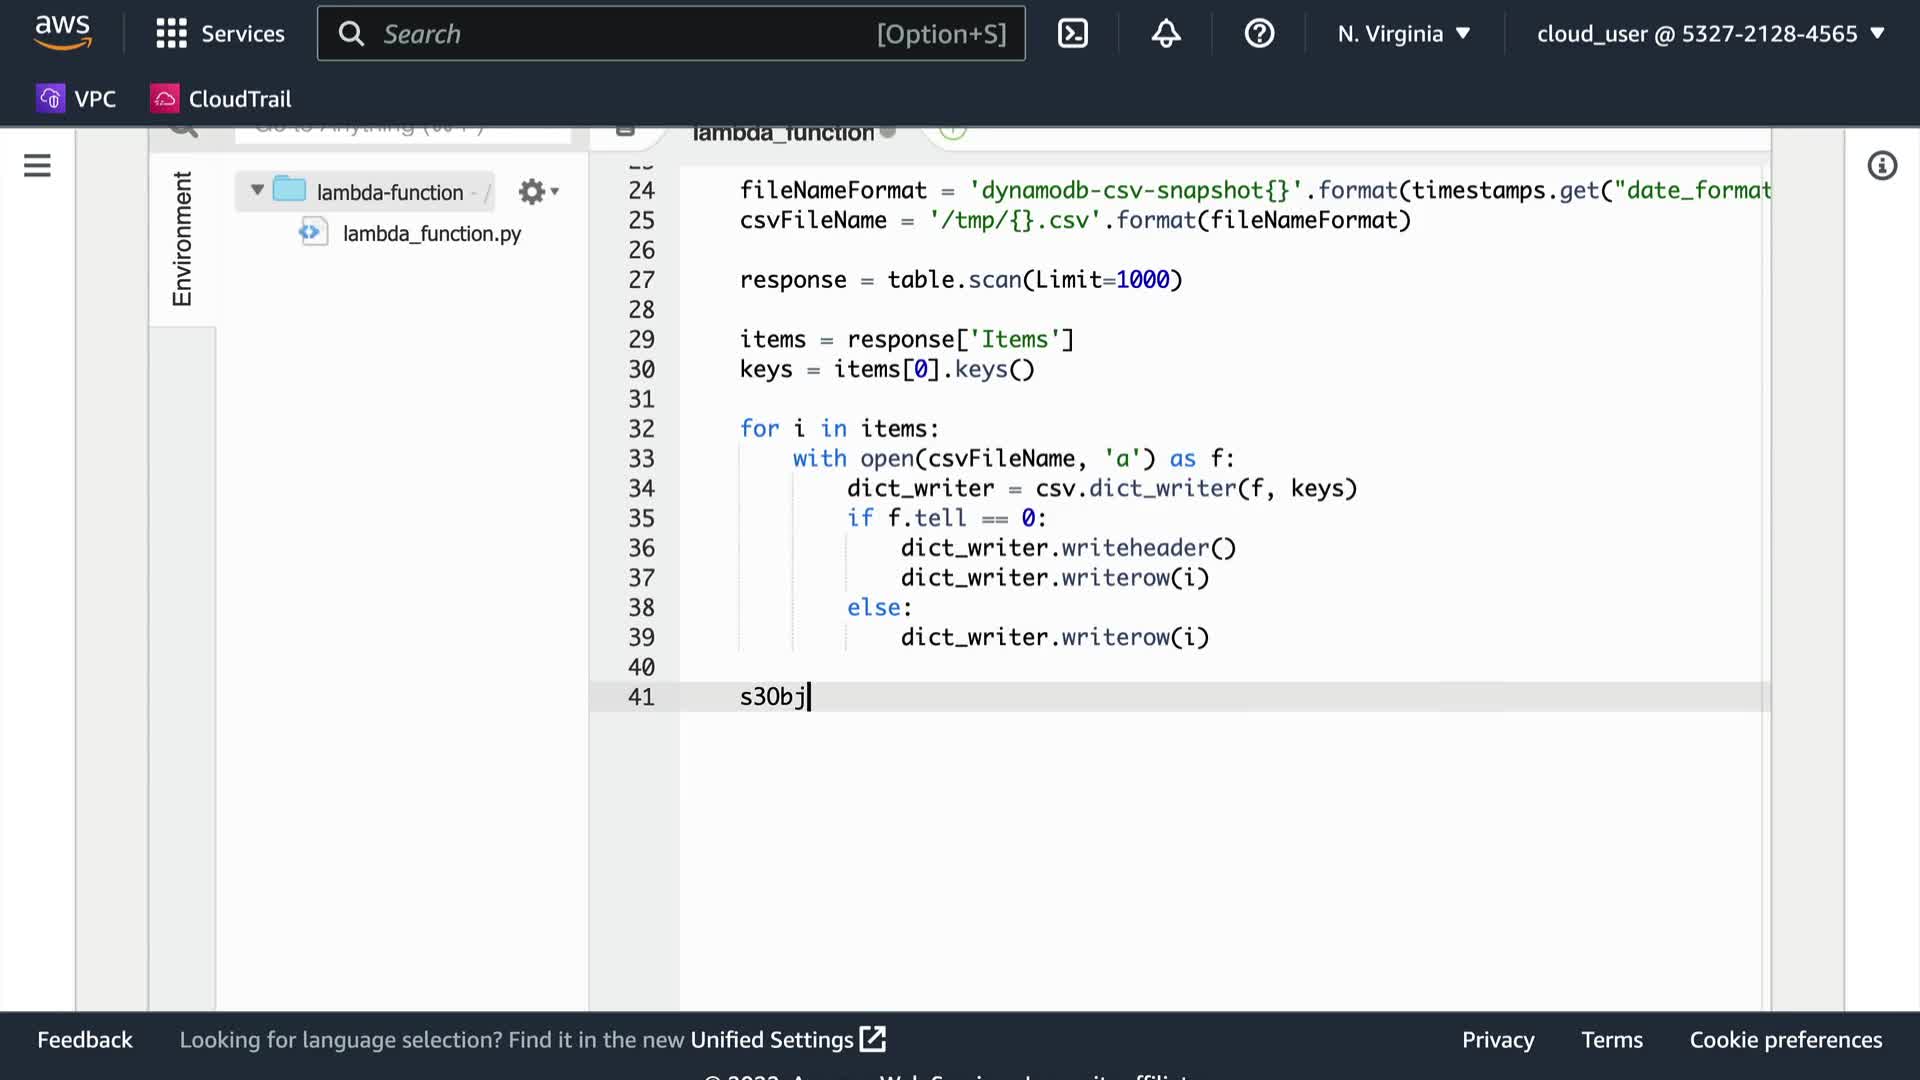 aws Services Search [Option+S] N. Virginia cloud_user @ 5327-2128-4565
VPC CloudTrail
lambda_function
Environment
lambda-function - /
lambda_function.py
24 fileNameFormat = 'dynamodb-csv-snapshot{}'.format(timestamps.get("date_format
25 csvFileName = '/tmp/{}.csv'.format(fileNameFormat)
26
27 response = table.scan(Limit=1000)
28
29 items = response['Items']
30 keys = items[0].keys()
31
32 for i in items:
33 with open(csvFileName, 'a') as f:
34 dict_writer = csv.dict_writer(f, keys)
35 if f.tell == 0:
36 dict_writer.writeheader()
37 dict_writer.writerow(i)
38 else:
39 dict_writer.writerow(i)
40
41 s3Obj
Feedback Looking for language selection? Find it in the new Unified Settings Privacy Terms Cookie preferences